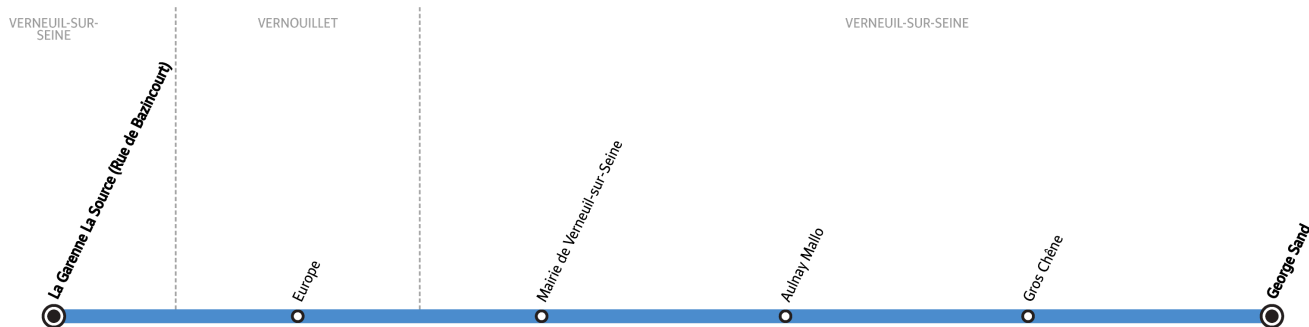 VERNEUIL-SUR-
SEINE
VERNOUILLET
VERNEUIL-SUR-SEINE
La Garenne La Source (Rue de Bazincourt)
Europe
Mairie de Verneuil-sur-Seine
Aulnay Mallo
Gros Chêne
George Sand